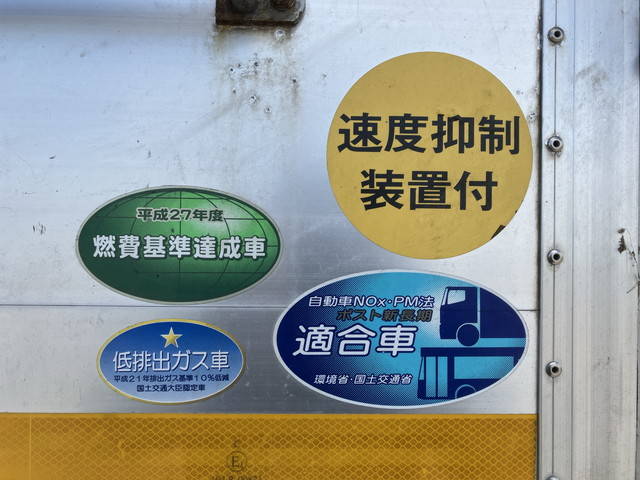 速度抑制
装置付
平成27年度
燃費基準達成車
自動車NOx・PM法
ポスト新長期
適合車
環境省・国土交通省
低排出ガス車
平成21年排出ガス基準10%低減
国土交通大臣認定車